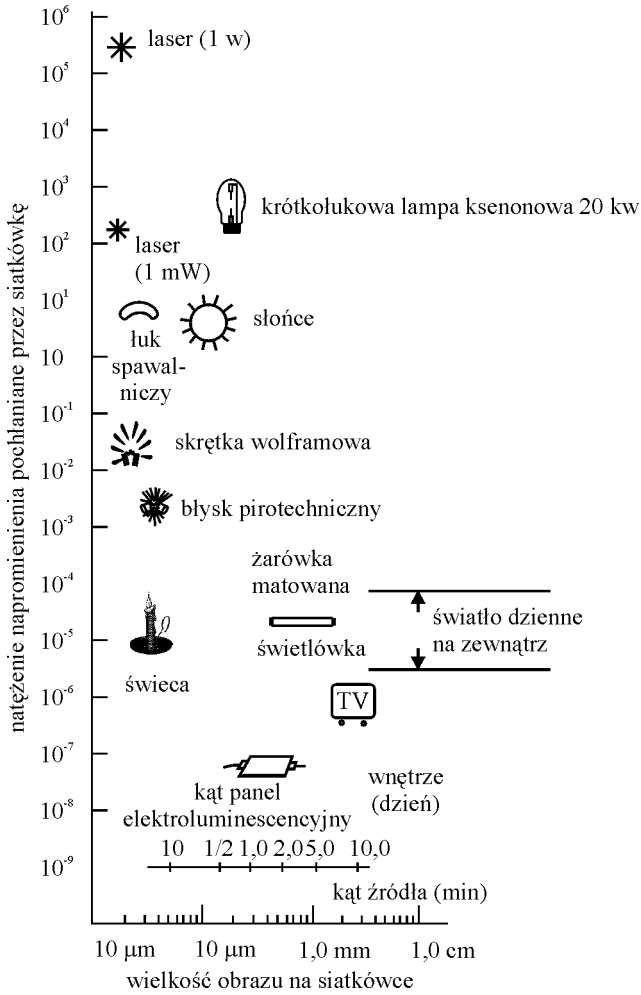 natężenie napromienienia pochłaniane przez siatkówkę
10⁶
10⁵
10⁴
10³
10²
10¹
10
10⁻¹
10⁻²
10⁻³
10⁻⁴
10⁻⁵
10⁻⁶
10⁻⁷
10⁻⁸
10⁻⁹
laser (1 w)
krótkołukowa lampa ksenonowa 20 kw
laser
(1 mW)
słońce
łuk
spawal-
niczy
skrętka wolframowa
błysk pirotechniczny
żarówka
matowana
światło dzienne
na zewnątrz
świetlówka
świeca
TV
wnętrze
(dzień)
kąt panel
elektroluminescencyjny
10 1/2 1,0 2,0 5,0 10,0
kąt źródła (min)
10 μm 10 μm 1,0 mm 1,0 cm
wielkość obrazu na siatkówce